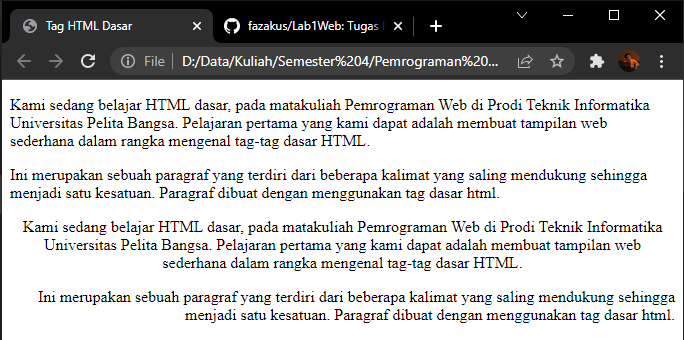 Tag HTML Dasar
fazakus/Lab1Web: Tugas
File
D:/Data/Kuliah/Semester%204/Pemrograman%20...
Kami sedang belajar HTML dasar, pada matakuliah Pemrograman Web di Prodi Teknik Informatika
Universitas Pelita Bangsa. Pelajaran pertama yang kami dapat adalah membuat tampilan web
sederhana dalam rangka mengenal tag-tag dasar HTML.
Ini merupakan sebuah paragraf yang terdiri dari beberapa kalimat yang saling mendukung sehingga
menjadi satu kesatuan. Paragraf dibuat dengan menggunakan tag dasar html.
Kami sedang belajar HTML dasar, pada matakuliah Pemrograman Web di Prodi Teknik Informatika
Universitas Pelita Bangsa. Pelajaran pertama yang kami dapat adalah membuat tampilan web
sederhana dalam rangka mengenal tag-tag dasar HTML.
Ini merupakan sebuah paragraf yang terdiri dari beberapa kalimat yang saling mendukung sehingga
menjadi satu kesatuan. Paragraf dibuat dengan menggunakan tag dasar html.